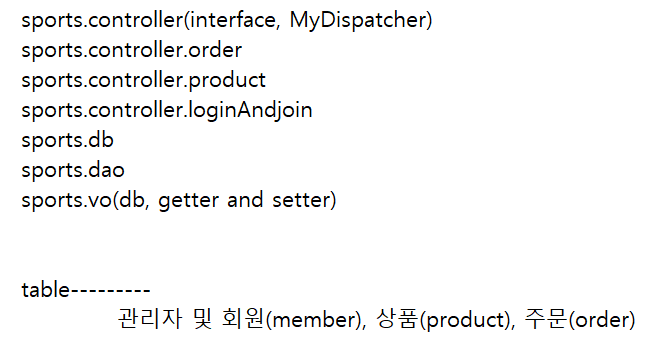 sports.controller(interface, MyDispatcher)
sports.controller.order
sports.controller.product
sports.controller.loginAndjoin
sports.db
sports.dao
sports.vo(db, getter and setter)
table---------
관리자 및 회원(member), 상품(product), 주문(order)